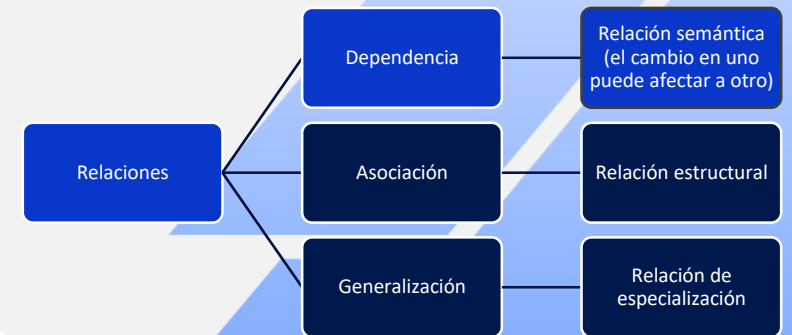 Relaciones
Dependencia
Relación semántica
(el cambio en uno
puede afectar a otro)
Asociación
Relación estructural
Generalización
Relación de
especialización